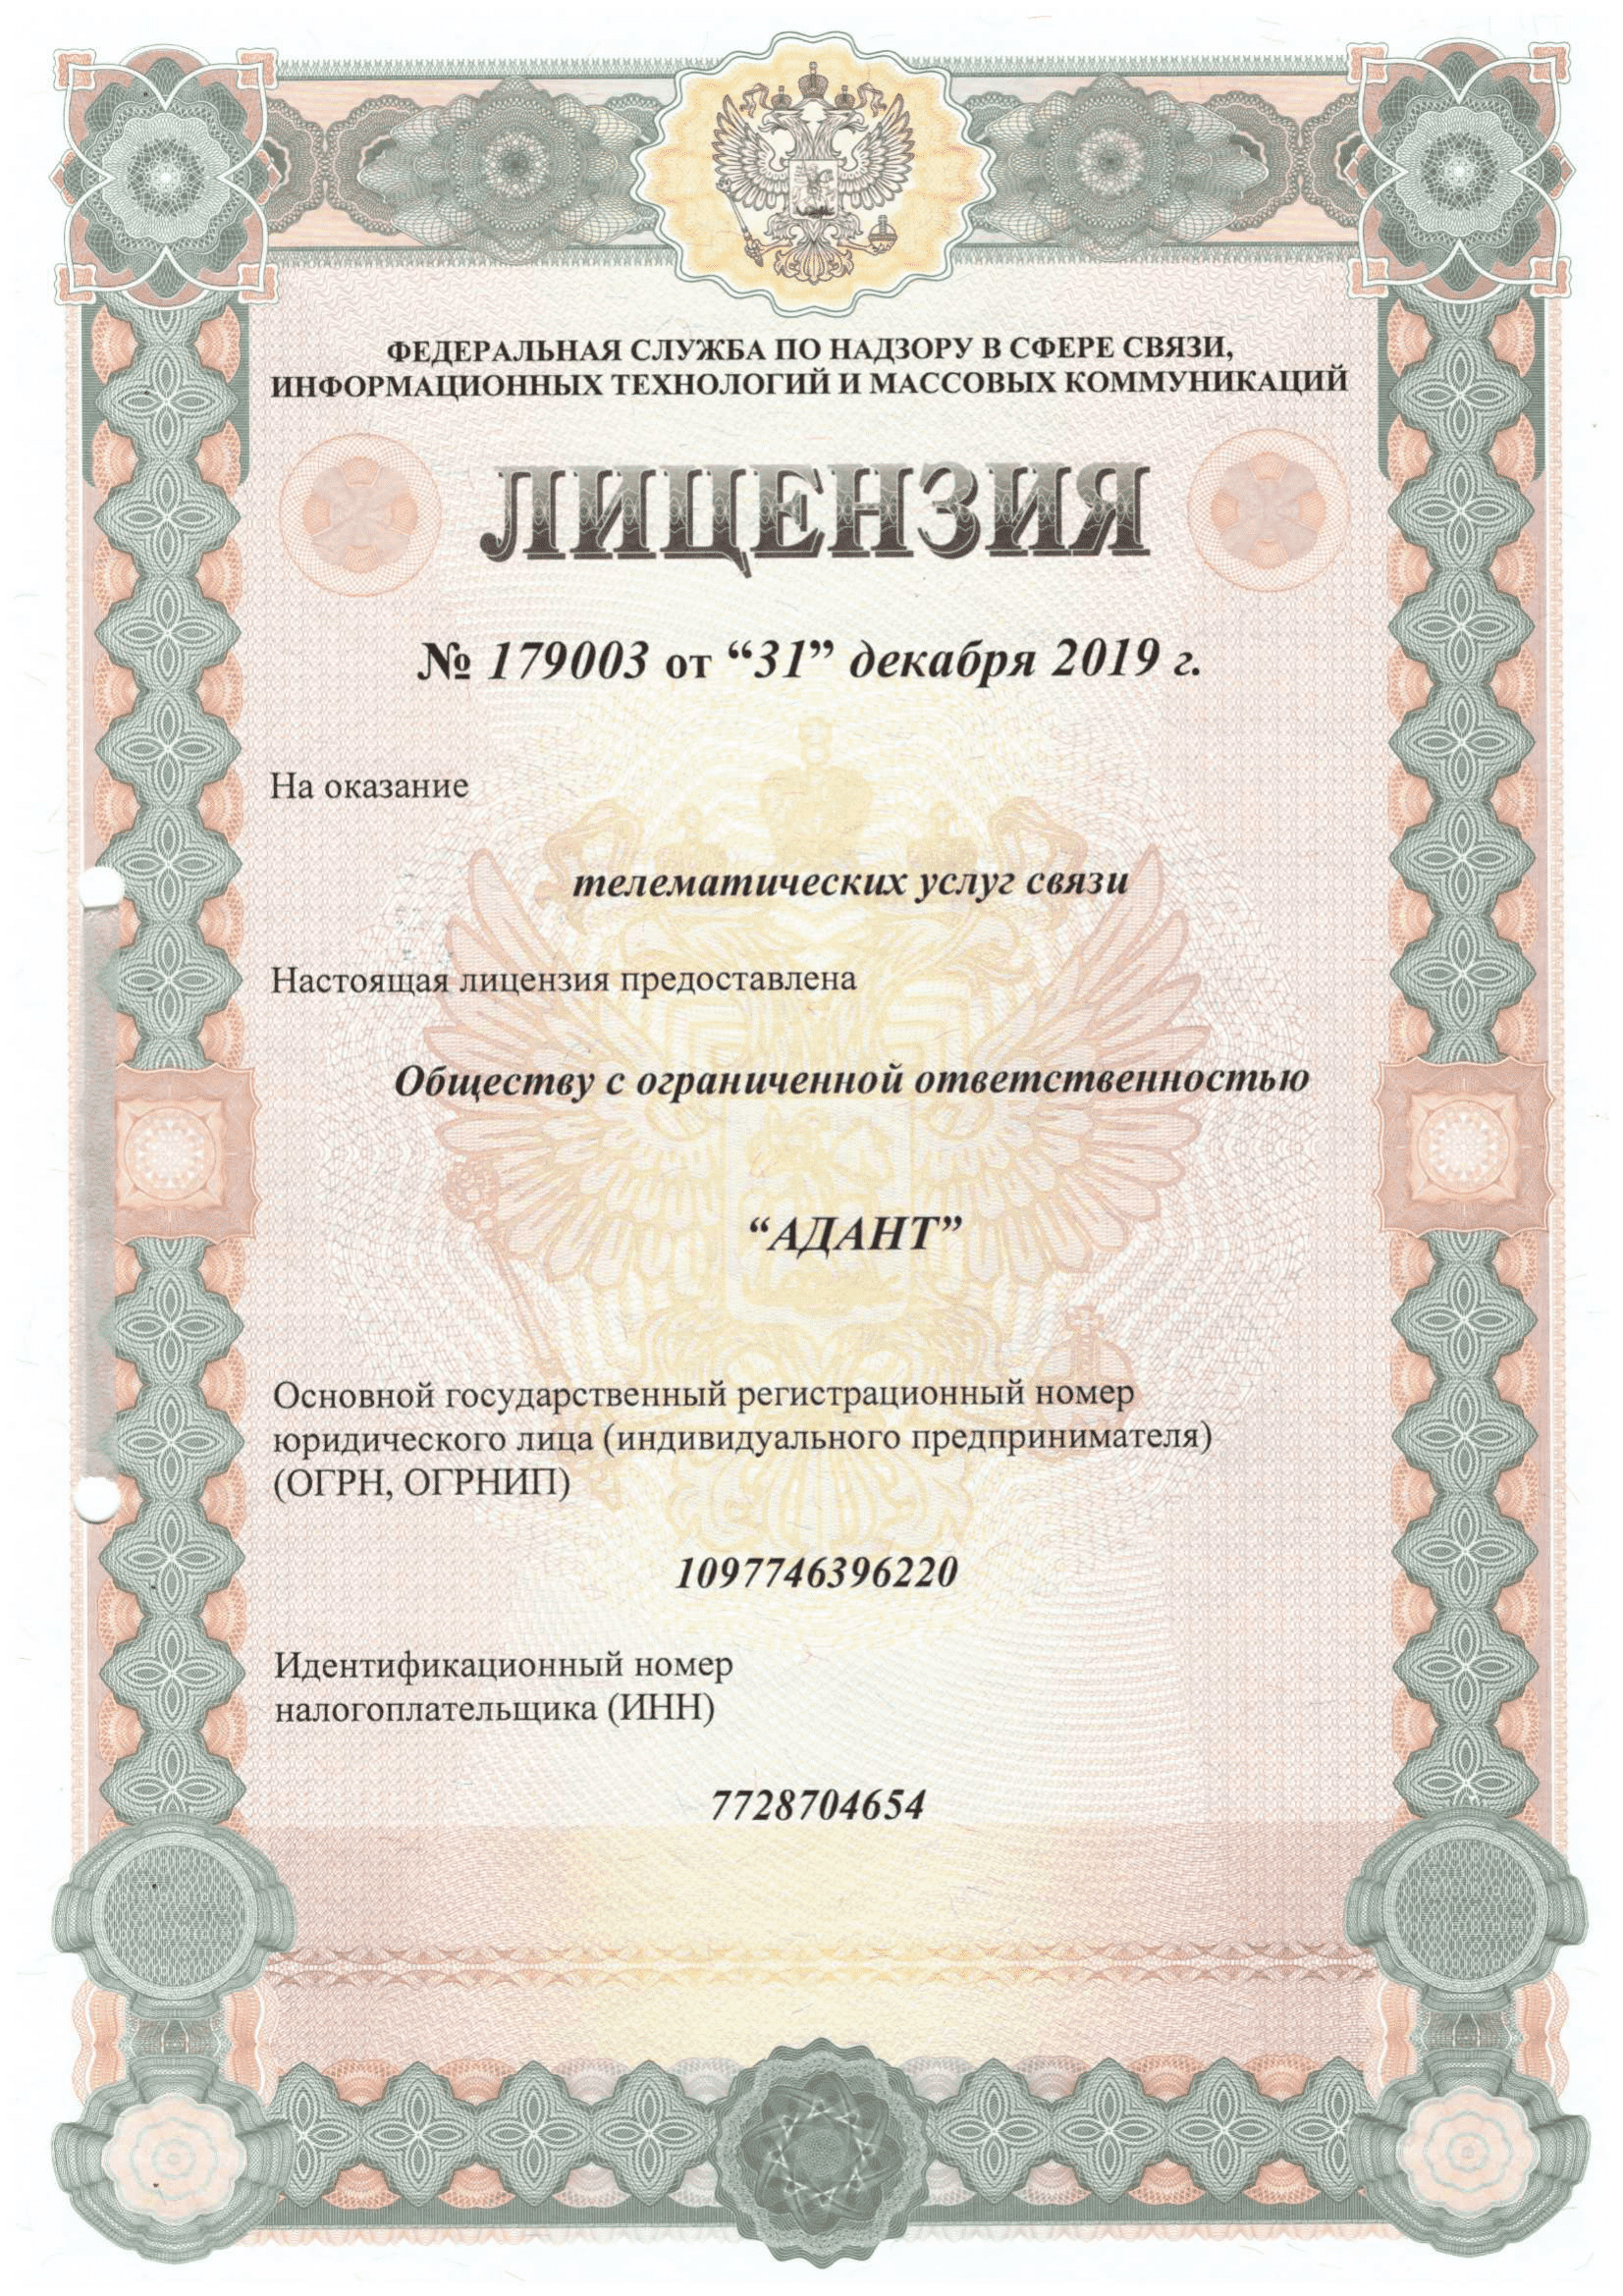 ФЕДЕРАЛЬНАЯ СЛУЖБА ПО НАДЗОРУ В СФЕРЕ СВЯЗИ,
ИНФОРМАЦИОННЫХ ТЕХНОЛОГИЙ И МАССОВЫХ КОММУНИКАЦИЙ
ЛИЦЕНЗИЯ
№ 179003 от “31” декабря 2019 г.
На оказание
телематических услуг связи
Настоящая лицензия предоставлена
Обществу с ограниченной ответственностью
“АДАНТ”
Основной государственный регистрационный номер
юридического лица (индивидуального предпринимателя)
(ОГРН, ОГРНИП)
1097746396220
Идентификационный номер
налогоплательщика (ИНН)
7728704654